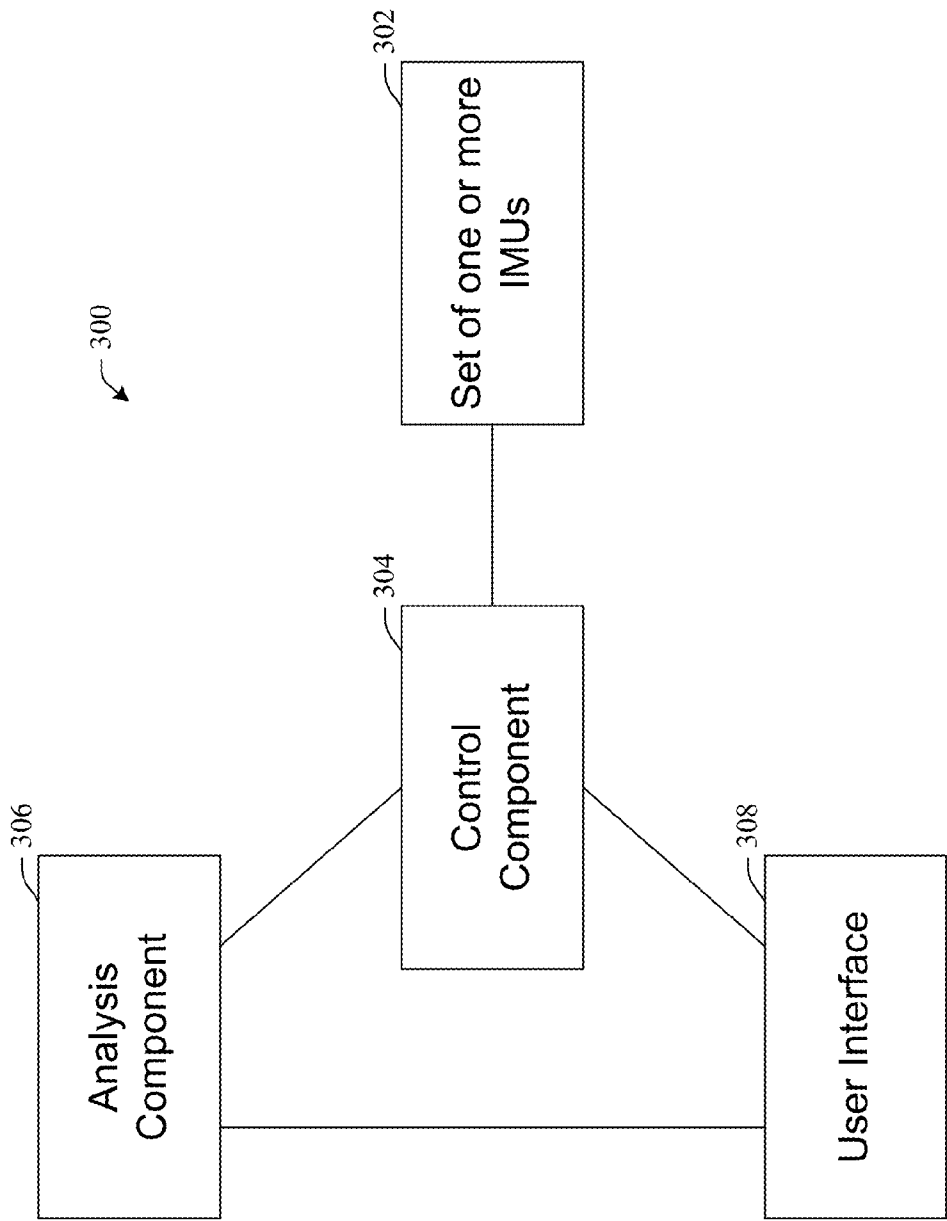 300
302
Set of one or more
IMUs
304
Control
Component
306
Analysis
Component
308
User Interface